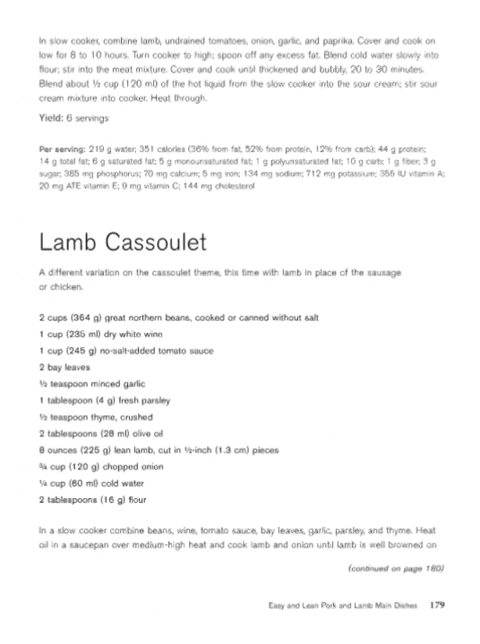 In slow cooker, combine lamb, undrained tomatoes, onion, garlic, and paprika. Cover and cook on
low for 8 to 10 hours. Turn cooker to high; spoon off any excess fat. Blend cold water slowly into
flour; stir into the meat mixture. Cover and cook until thickened and bubbly, 20 to 30 minutes.
Blend about ½ cup (120 ml) of the hot liquid from the slow cooker into the sour cream; stir sour
cream mixture into cooker. Heat through.
Yield: 6 servings
Per serving: 219 g water; 351 calories (36% from fat, 52% from protein, 12% from carb); 44 g protein;
14 g total fat; 6 g saturated fat; 5 g monounsaturated fat; 1 g polyunsaturated fat; 10 g carb; 1 g fiber; 3 g
sugar; 385 mg phosphorus; 70 mg calcium; 5 mg iron; 134 mg sodium; 712 mg potassium; 356 IU vitamin A;
20 mg ATE vitamin E; 9 mg vitamin C; 144 mg cholesterol
Lamb Cassoulet
A different variation on the cassoulet theme, this time with lamb in place of the sausage
or chicken.
2 cups (364 g) great northern beans, cooked or canned without salt
1 cup (235 ml) dry white wine
1 cup (245 g) no-salt-added tomato sauce
2 bay leaves
½ teaspoon minced garlic
1 tablespoon (4 g) fresh parsley
½ teaspoon thyme, crushed
2 tablespoons (28 ml) olive oil
8 ounces (225 g) lean lamb, cut in ½-inch (1.3 cm) pieces
¾ cup (120 g) chopped onion
¼ cup (60 ml) cold water
2 tablespoons (16 g) flour
In a slow cooker combine beans, wine, tomato sauce, bay leaves, garlic, parsley, and thyme. Heat
oil in a saucepan over medium-high heat and cook lamb and onion until lamb is well browned on
(continued on page 180)
Easy and Lean Pork and Lamb Main Dishes 179